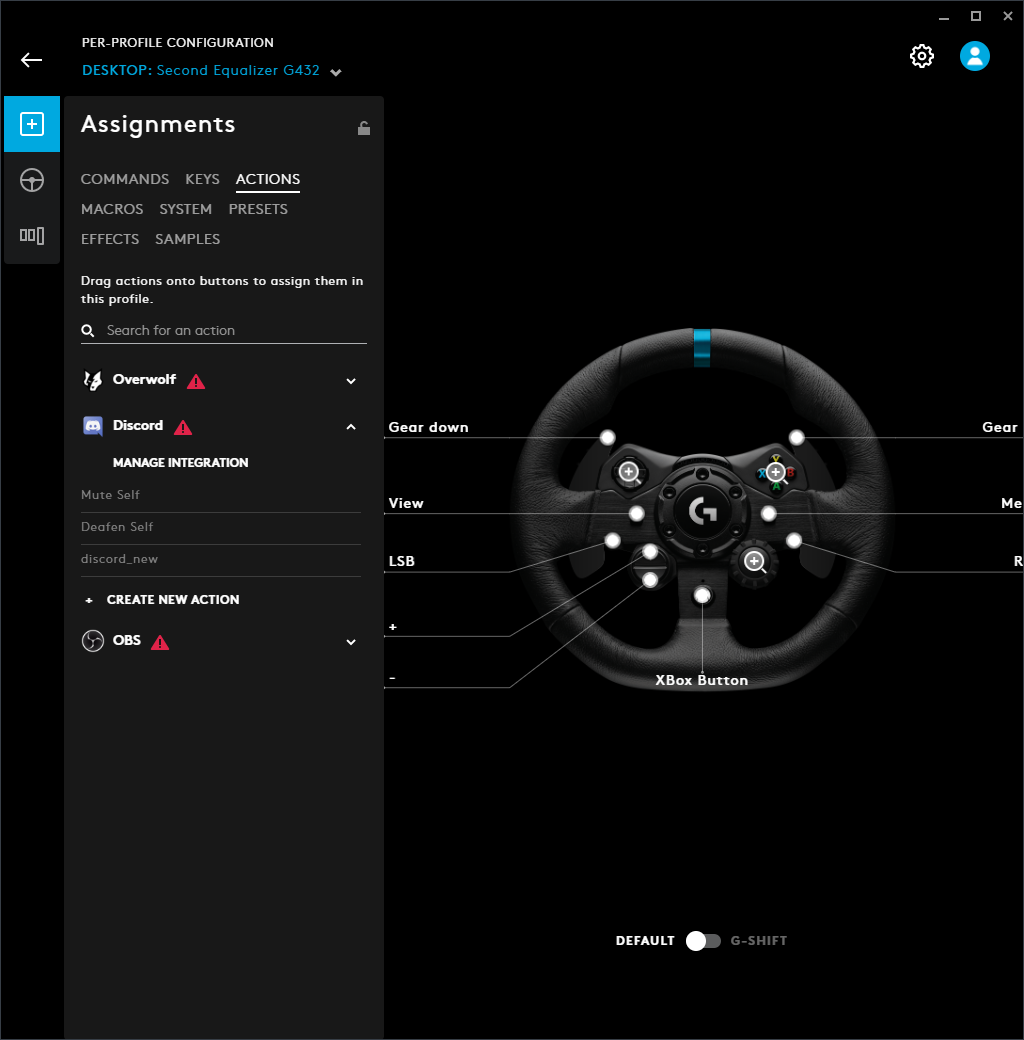 PER-PROFILE CONFIGURATION
DESKTOP: Second Equalizer G432
Assignments
COMMANDS KEYS ACTIONS
MACROS SYSTEM PRESETS
EFFECTS SAMPLES
Drag actions onto buttons to assign them in
this profile.
Search for an action
Overwolf
Discord
MANAGE INTEGRATION
Mute Self
Deafen Self
discord_new
+ CREATE NEW ACTION
OBS
Gear down
Gear
View
Me
LSB
R
+
-
Y
X
B
A
XBox Button
DEFAULT G-SHIFT